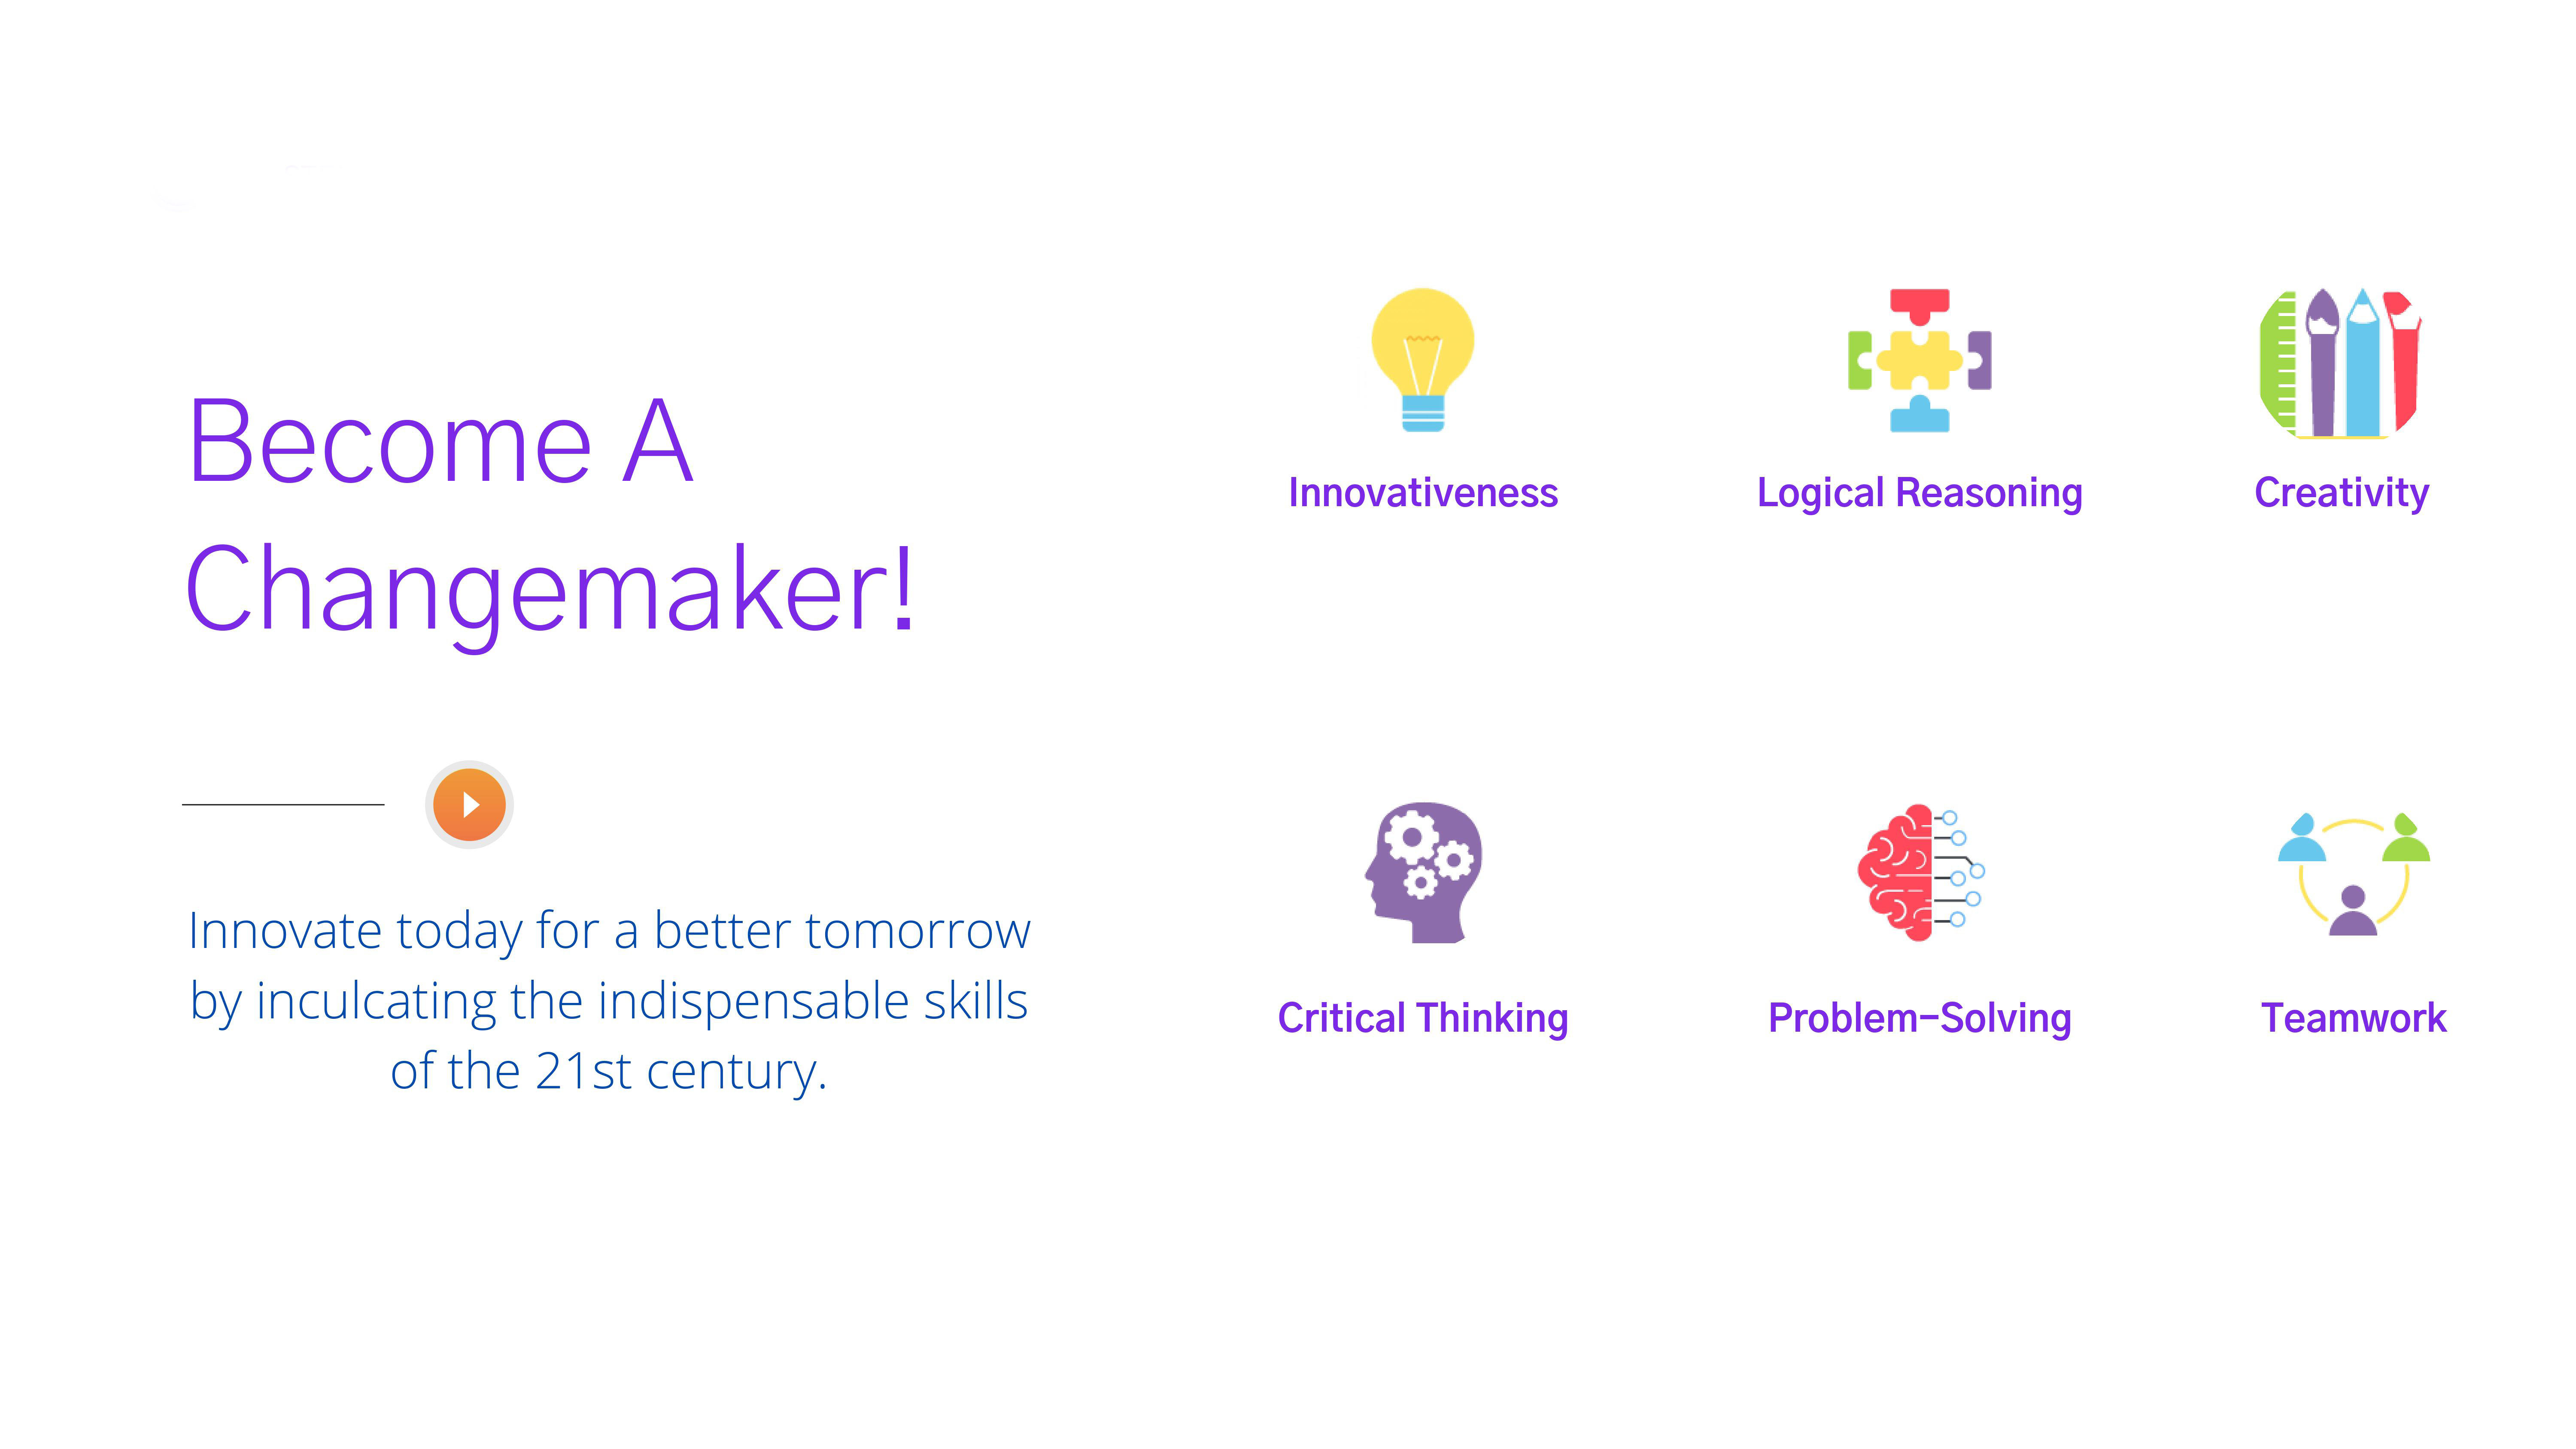 Become A
Changemaker!
Innovate today for a better tomorrow
by inculcating the indispensable skills
of the 21st century.
Innovativeness
Logical Reasoning
Creativity
Critical Thinking
Problem-Solving
Teamwork